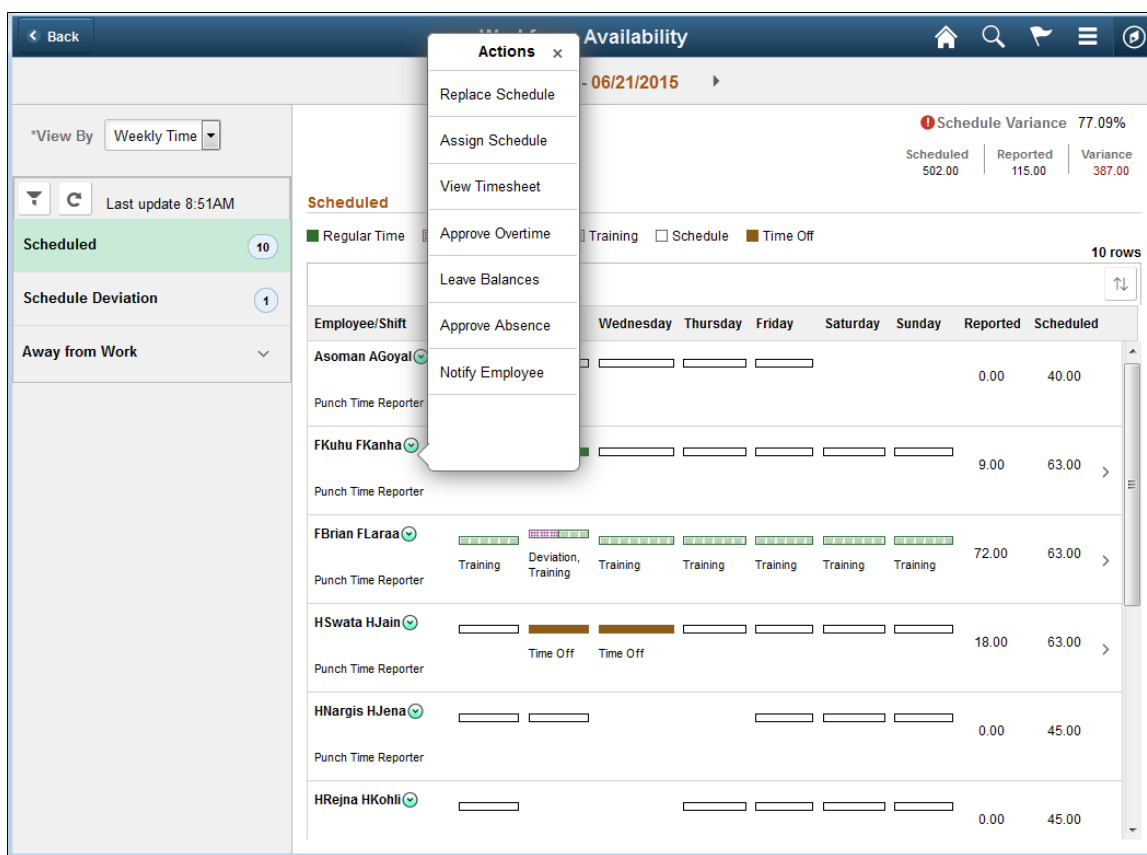 Back
Availability
Actions ×
- 06/21/2015
Replace Schedule
Assign Schedule
View Timesheet
Approve Overtime
Leave Balances
Approve Absence
Notify Employee
*View By Weekly Time
Last update 8:51AM
Scheduled 10
Schedule Deviation 1
Away from Work
Schedule Variance 77.09%
Scheduled Reported Variance
502.00 115.00 387.00
Scheduled
Regular Time Training Schedule Time Off
10 rows
Employee/Shift Wednesday Thursday Friday Saturday Sunday Reported Scheduled
Asoman AGoyal
0.00 40.00
Punch Time Reporter
FKuhu FKanha
9.00 63.00
Punch Time Reporter
FBrian FLaraa
72.00 63.00
Training Deviation, Training Training Training Training Training Training
Punch Time Reporter
HSwata HJain
18.00 63.00
Time Off Time Off
Punch Time Reporter
HNargis HJena
0.00 45.00
Punch Time Reporter
HRejna HKohli
0.00 45.00